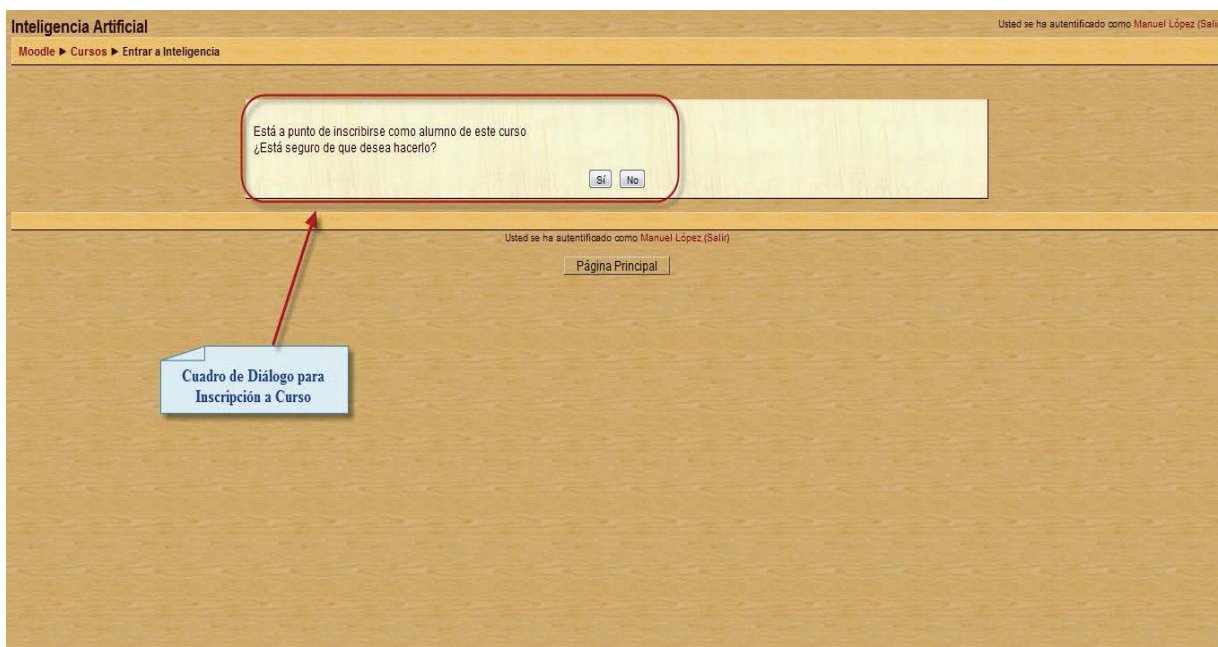 Inteligencia Artificial
Usted se ha autentificado como Manuel López (Sali
Moodle ► Cursos ► Entrar a Inteligencia
Está a punto de inscribirse como alumno de este curso
¿Está seguro de que desea hacerlo?
Sí No
Usted se ha autentificado como Manuel López (Salir)
Página Principal
Cuadro de Diálogo para
Inscripción a Curso